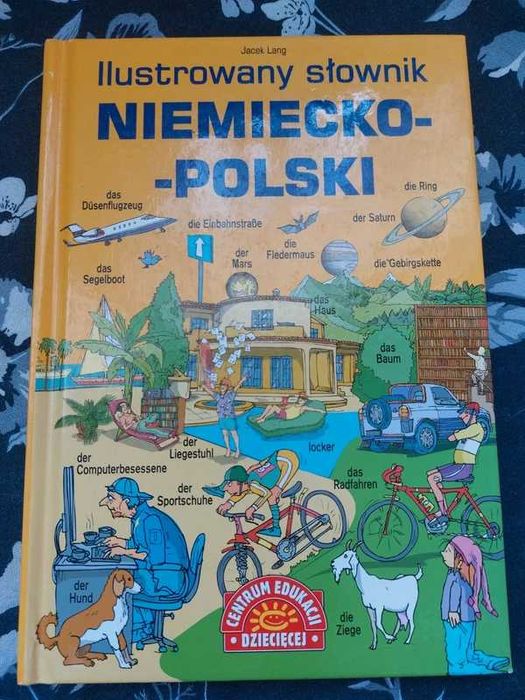 Jacek Lang
Ilustrowany słownik
NIEMIECKO-
-POLSKI
das
Düsenflugzeug
die Einbahnstraße
die Ring
der Saturn
die
Fledermaus
der
Mars
die Gebirgskette
das
Segelboot
das
Haus
das
Baum
der
Liegestuhl
locker
der
Computerbesessene
der
Sportschuhe
das
Radfahren
der
Hund
die
Ziege
CENTRUM EDUKACJI
DZIECIĘCEJ